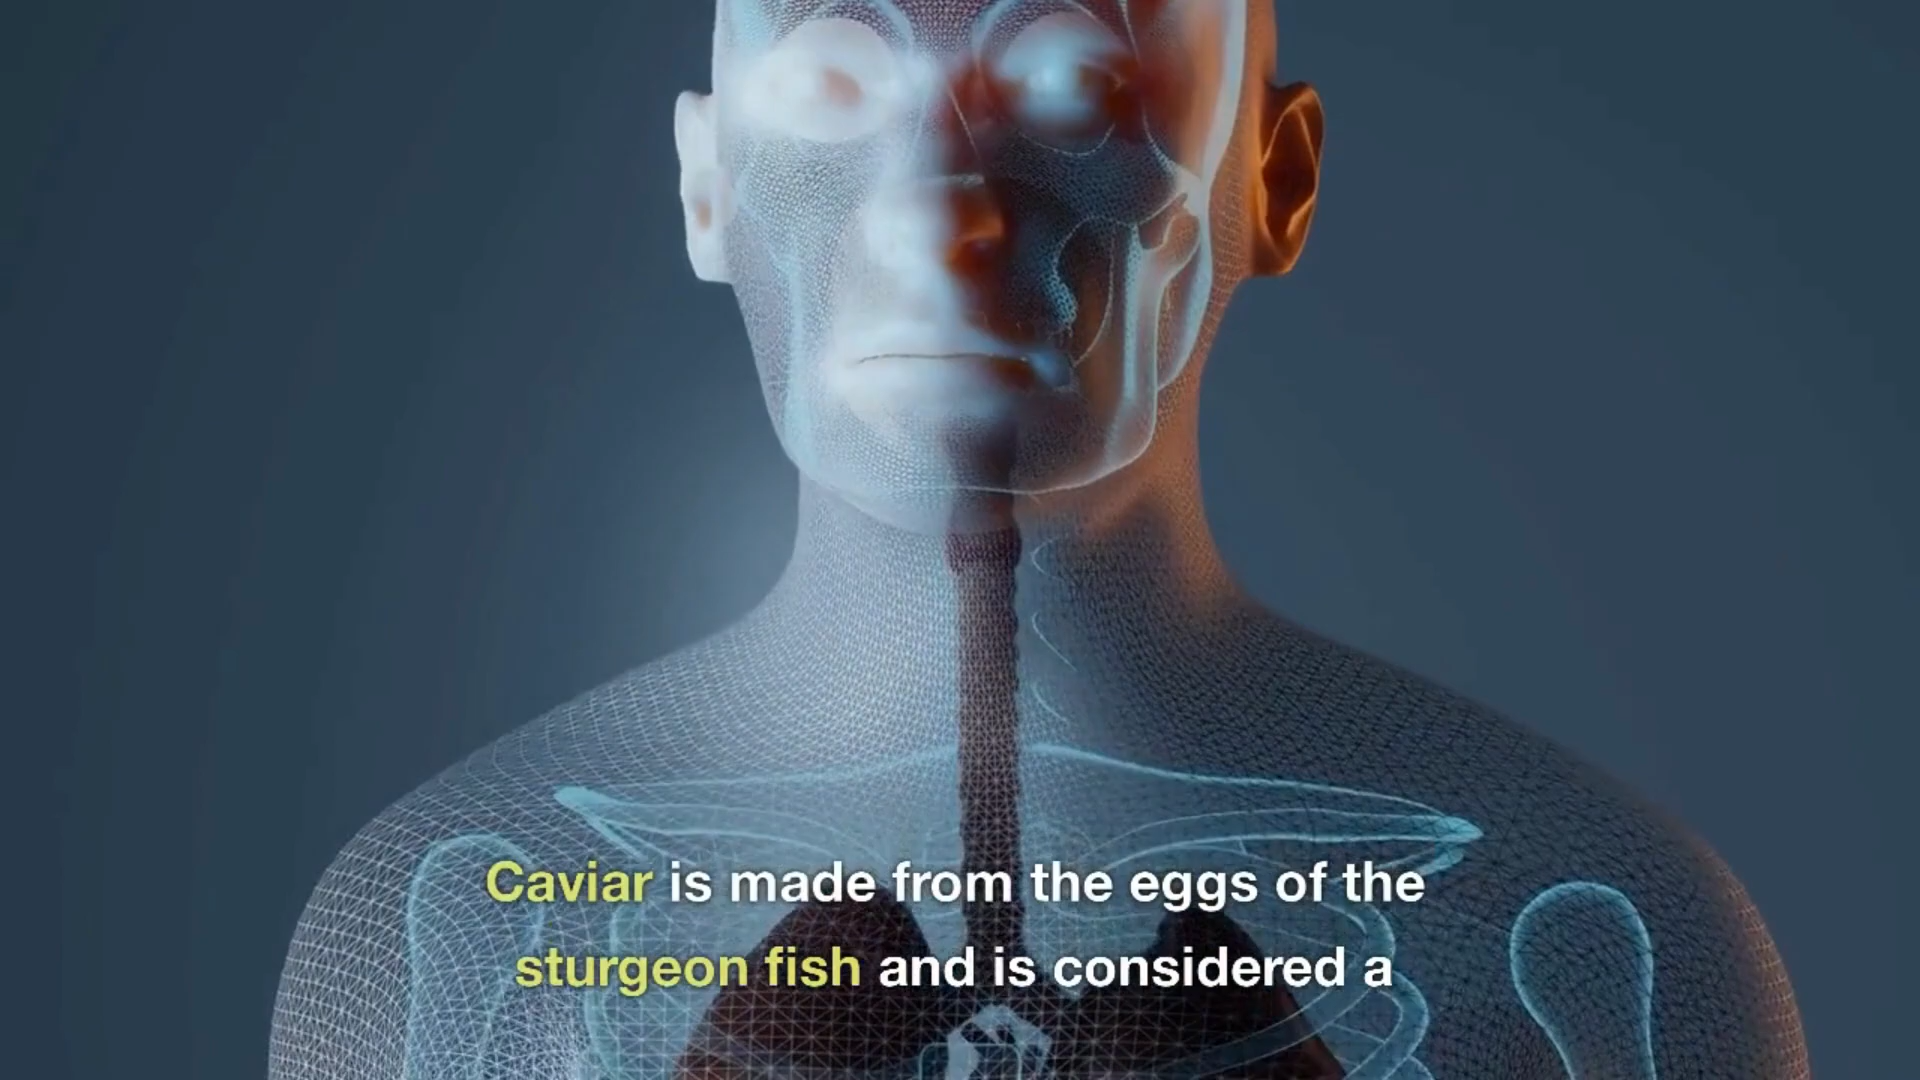 Caviar is made from the eggs of the
sturgeon fish and is considered a